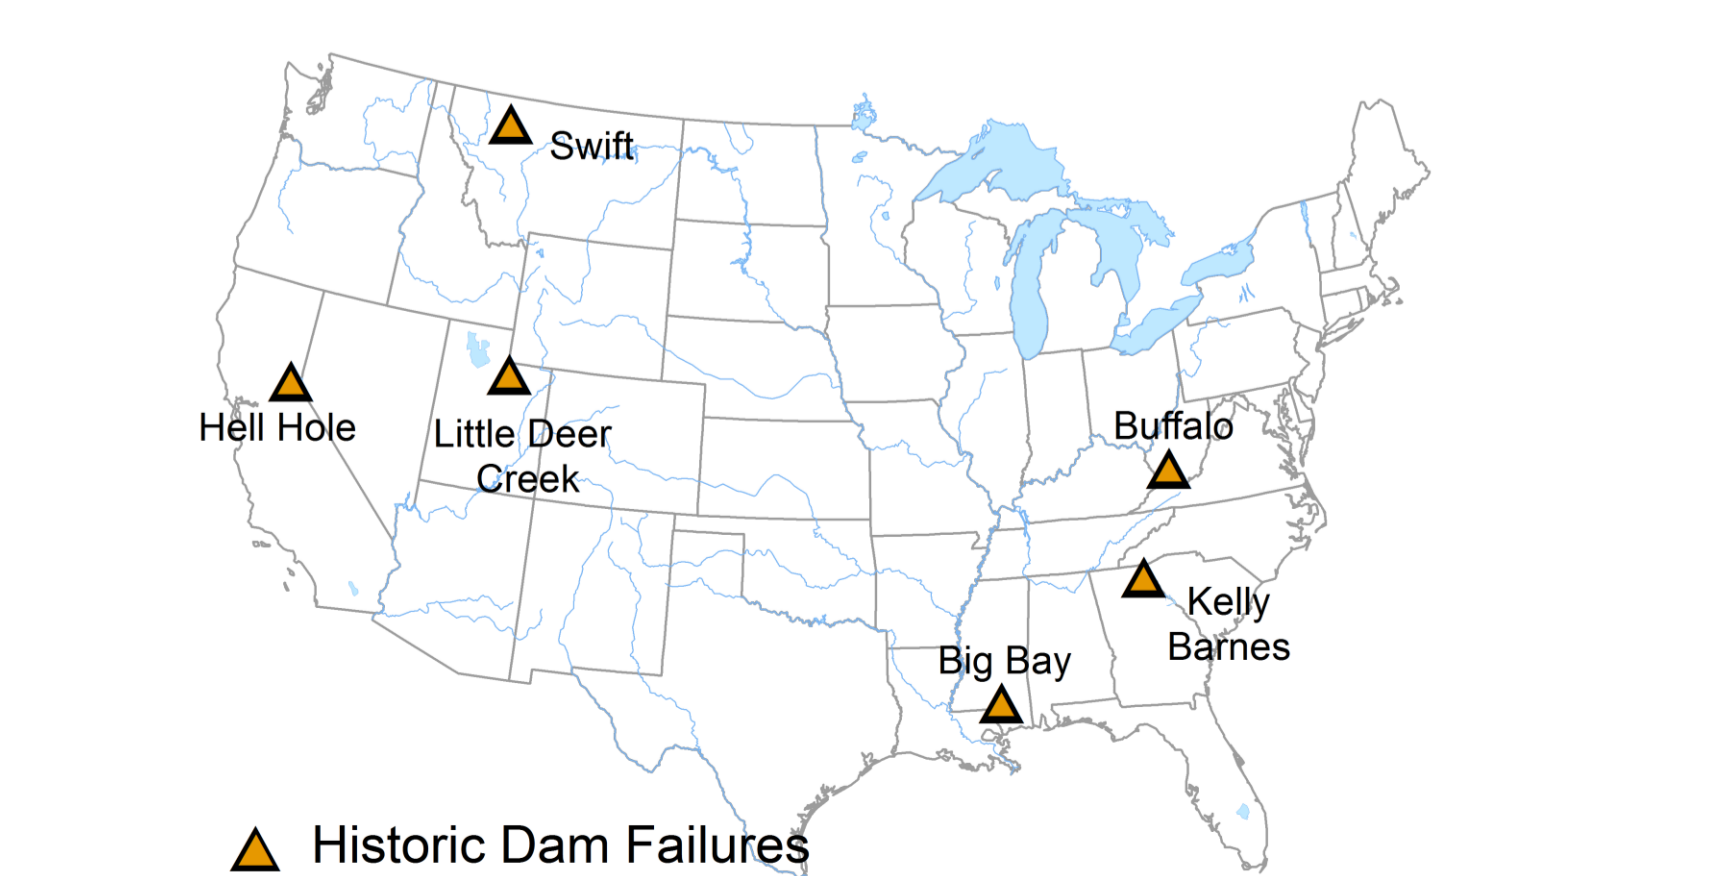 Swift
Hell Hole
Little Deer
Creek
Buffalo
Kelly
Barnes
Big Bay
Historic Dam Failures